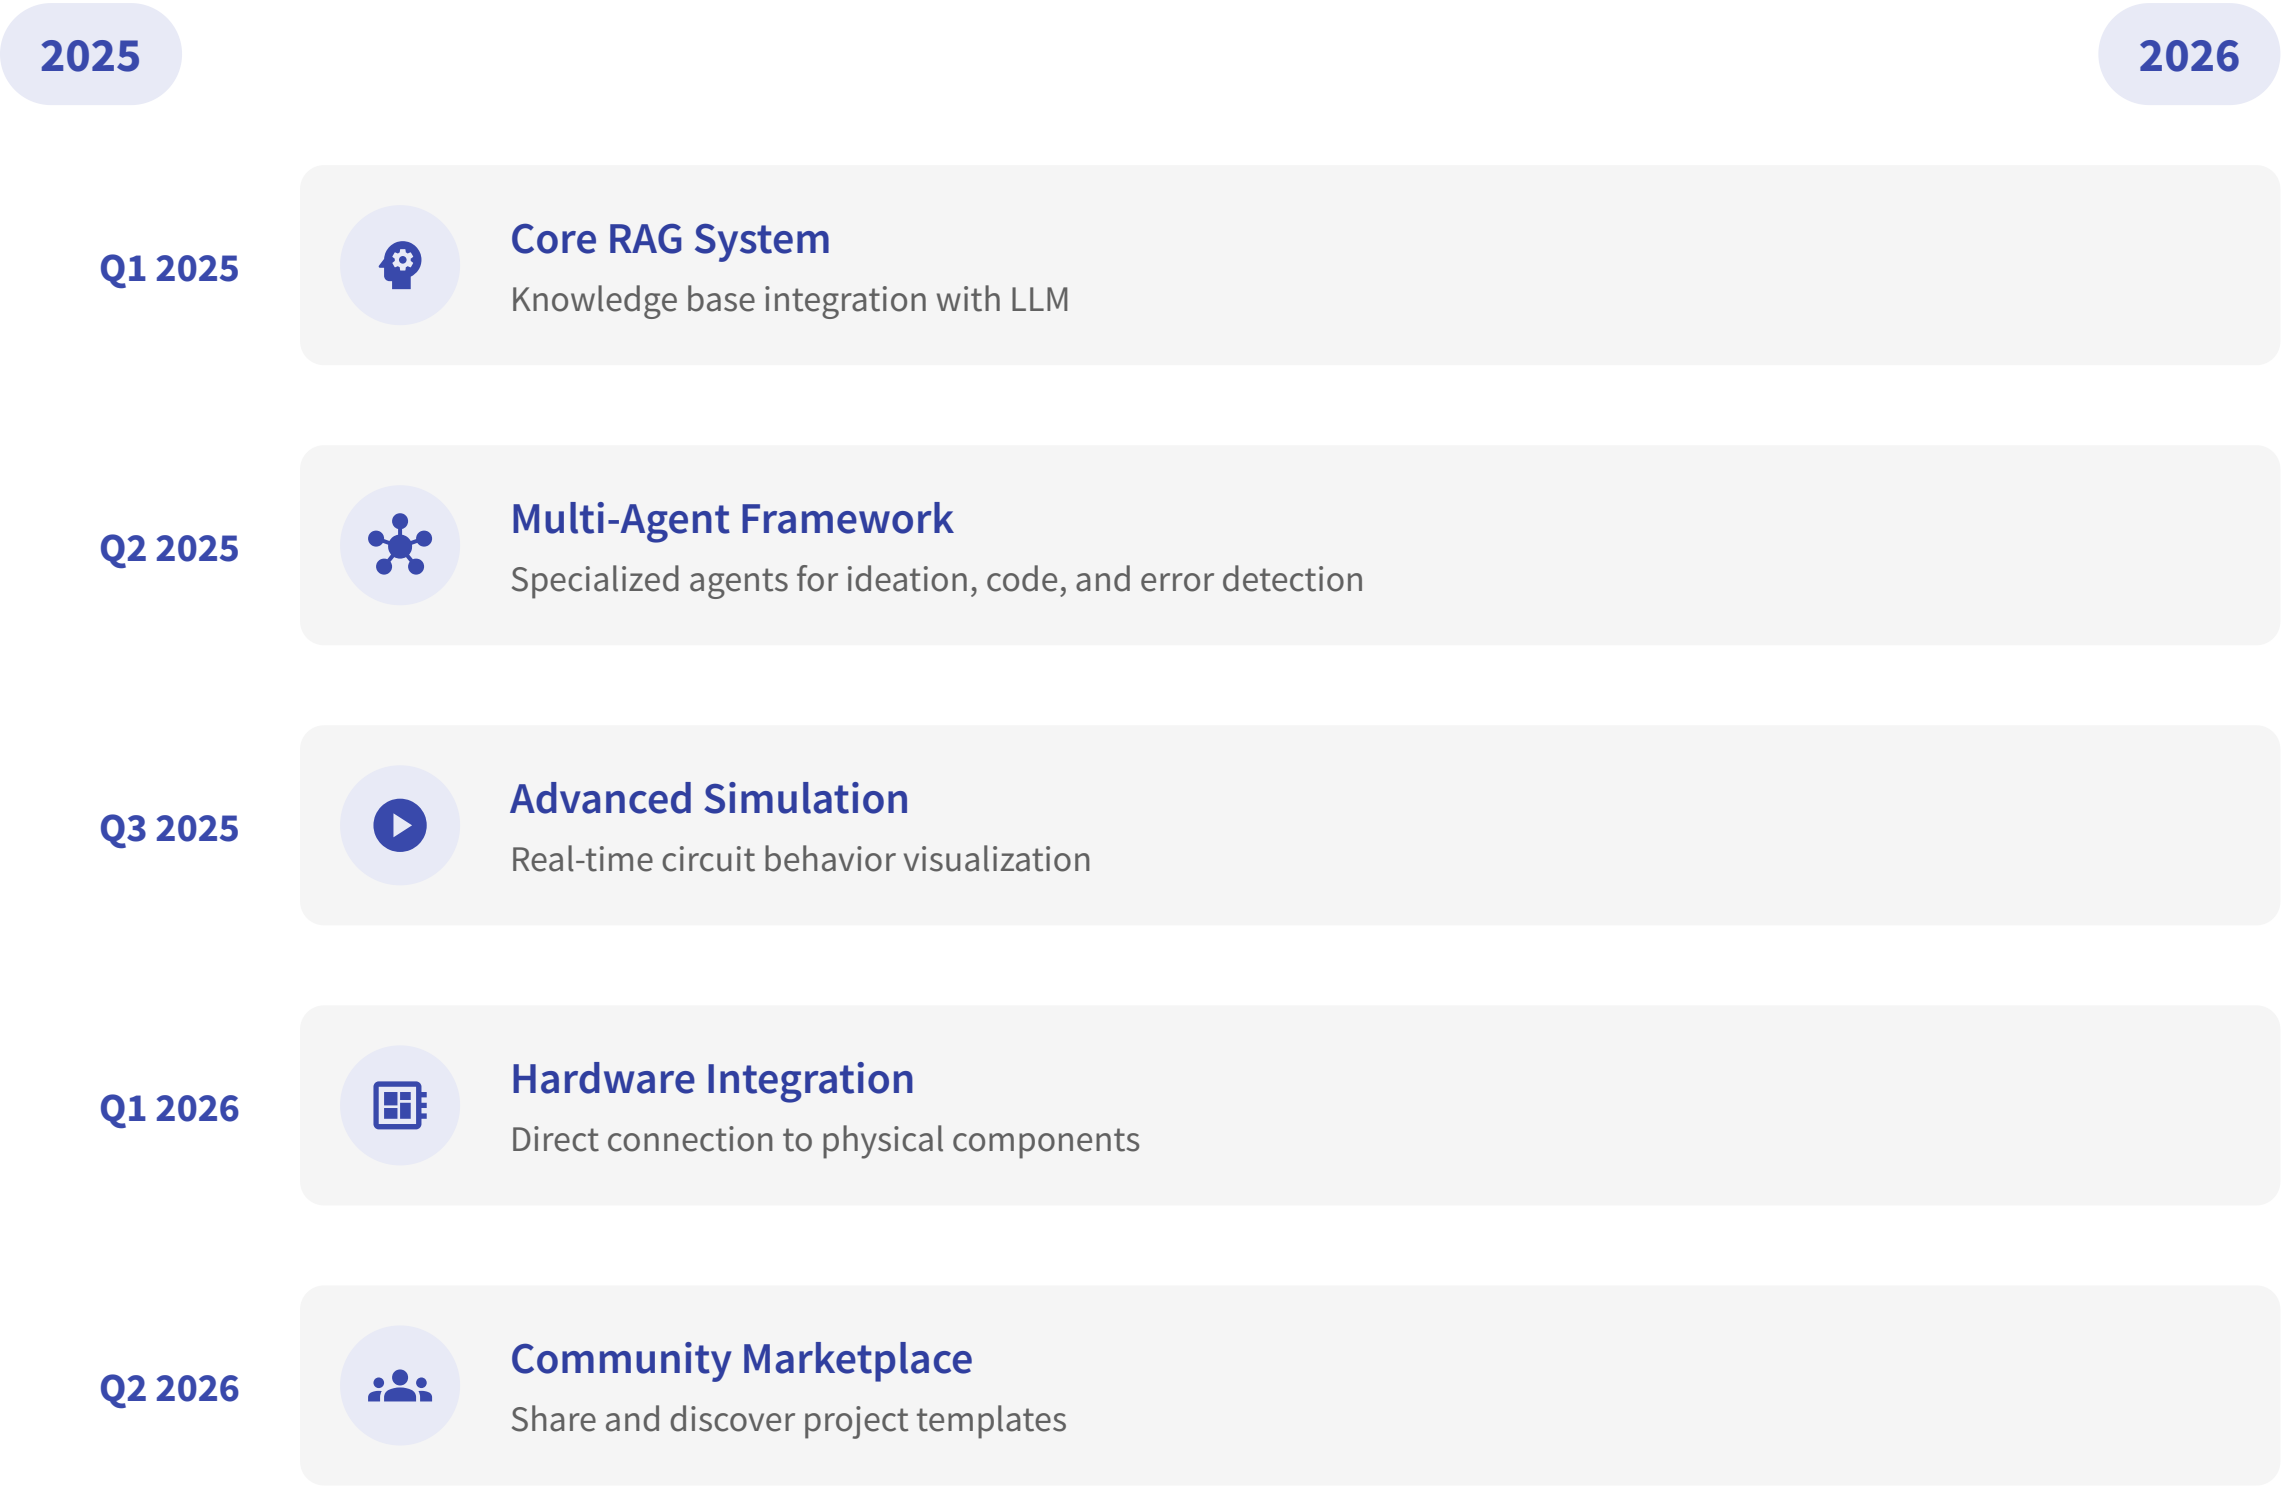 2025
2026
Q1 2025
Core RAG System
Knowledge base integration with LLM
Q2 2025
Multi-Agent Framework
Specialized agents for ideation, code, and error detection
Q3 2025
Advanced Simulation
Real-time circuit behavior visualization
Q1 2026
Hardware Integration
Direct connection to physical components
Q2 2026
Community Marketplace
Share and discover project templates